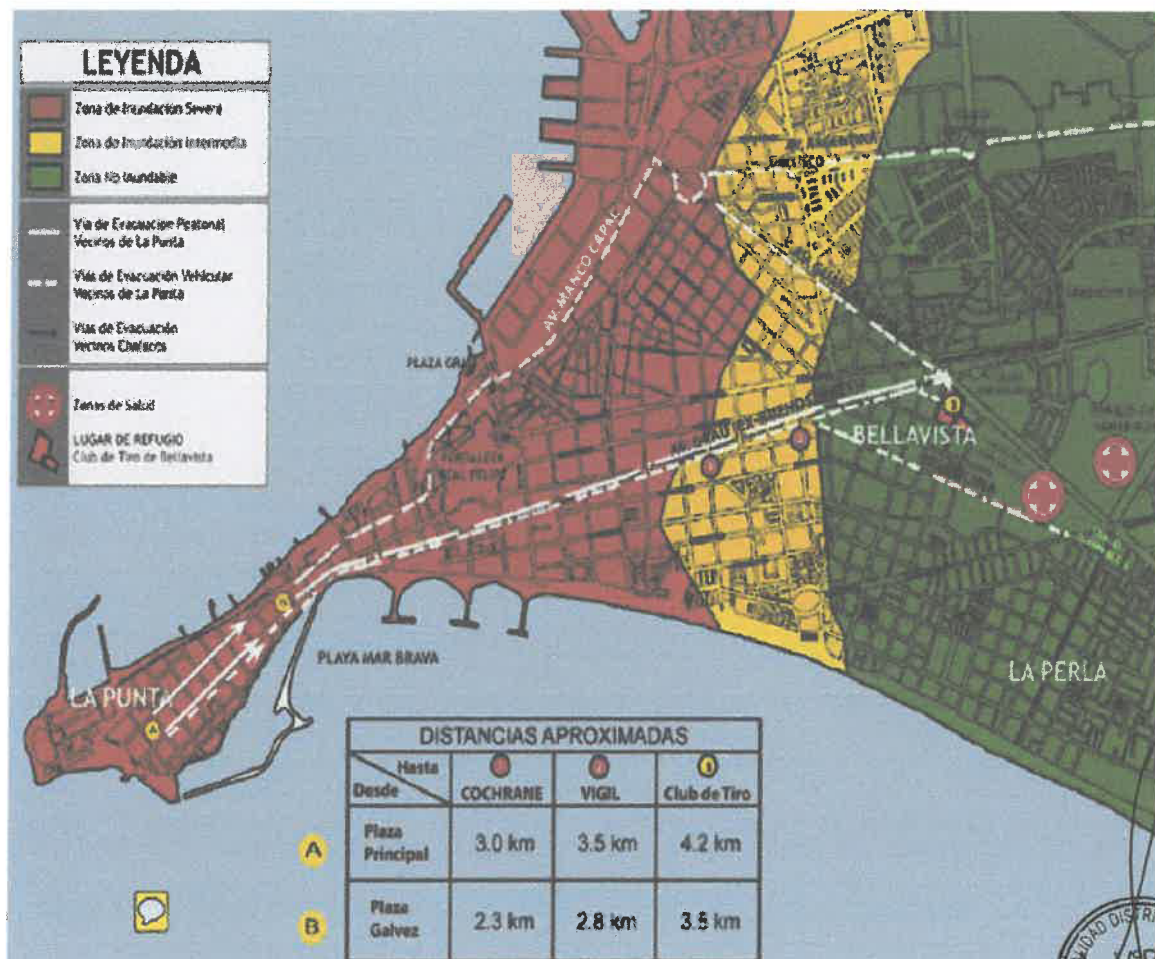 LEYENDA
Zona de Inundación Severa
Zona de Inundación Intermedia
Zona No Inundable
Vía de Evacuación Peatonal
Vecinos de La Punta
Vías de Evacuación Vehicular
Vecinos de La Punta
Vías de Evacuación
Vecinos Chalacos
Zonas de Salud
LUGAR DE REFUGIO
Club de Tiro de Bellavista
AV. MANCO CAPAC
PLAZA GRAU
FORTALEZA
REAL FELIPE
BELLAVISTA
LA PERLA
LA PUNTA
PLAYA MAR BRAVA
A
B
DISTANCIAS APROXIMADAS
Hasta
Desde
COCHRANE
VIGIL
Club de Tiro
A
Plaza
Principal
3.0 km
3.5 km
4.2 km
B
Plaza
Galvez
2.3 km
2.8 km
3.5 km